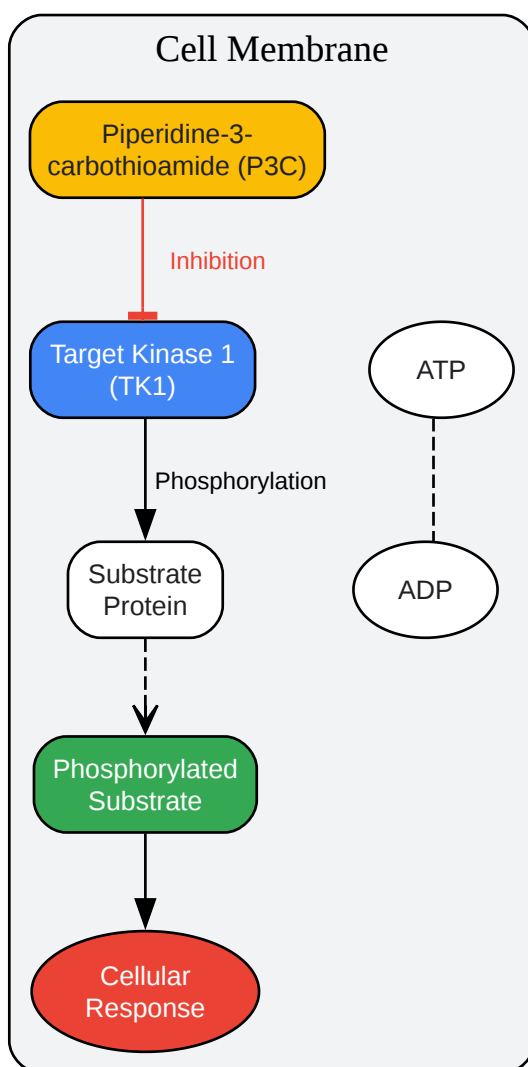 Cell Membrane
Piperidine-3-
carbothioamide (P3C)
Inhibition
Target Kinase 1
(TK1)
ATP
Phosphorylation
Substrate
Protein
ADP
Phosphorylated
Substrate
Cellular
Response